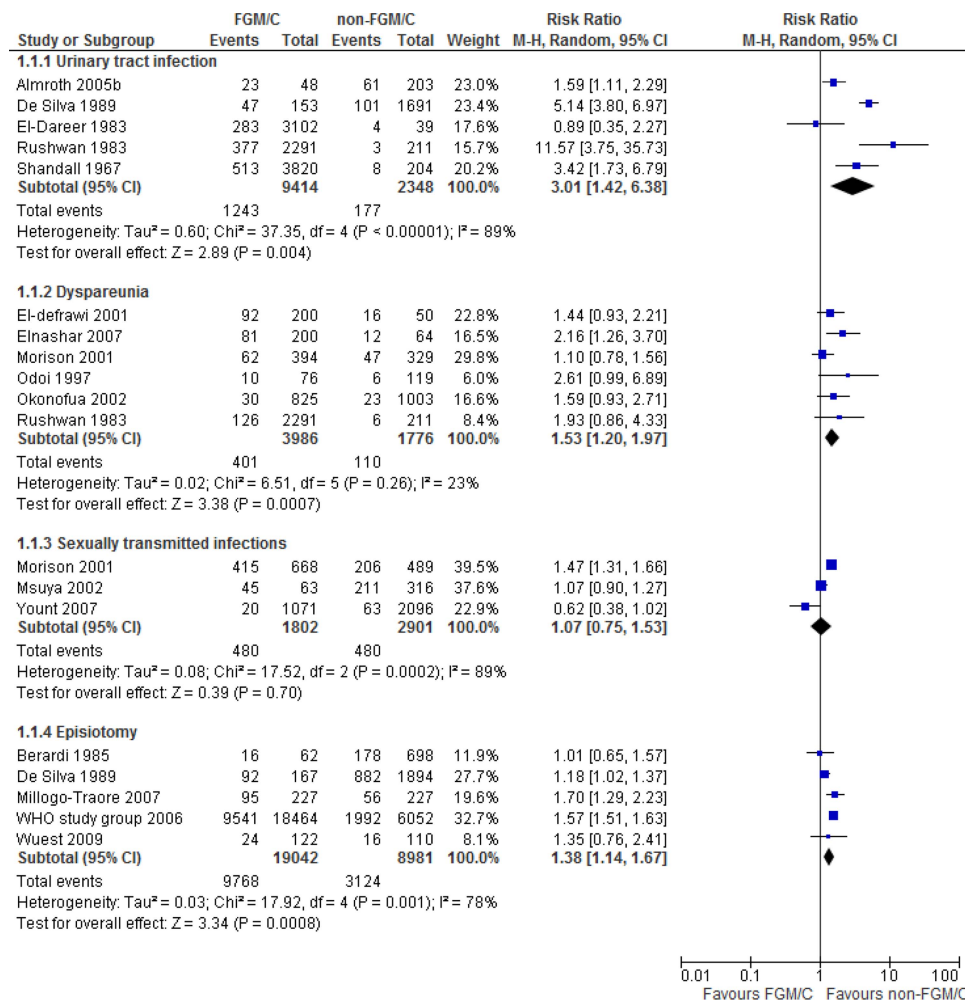 FGM/C non-FGM/C Risk Ratio Risk Ratio
Study or Subgroup Events Total Events Total Weight M-H, Random, 95% CI M-H, Random, 95% CI
1.1.1 Urinary tract infection
Almroth 2005b 23 48 61 203 23.0% 1.59 [1.11, 2.29]
De Silva 1989 47 153 101 1691 23.4% 5.14 [3.80, 6.97]
El-Dareer 1983 283 3102 4 39 17.6% 0.89 [0.35, 2.27]
Rushwan 1983 377 2291 3 211 15.7% 11.57 [3.75, 35.73]
Shandall 1967 513 3820 8 204 20.2% 3.42 [1.73, 6.79]
Subtotal (95% CI) 9414 2348 100.0% 3.01 [1.42, 6.38]
Total events 1243 177
Heterogeneity: Tau² = 0.60; Chi² = 37.35, df = 4 (P < 0.00001); I² = 89%
Test for overall effect: Z = 2.89 (P = 0.004)
1.1.2 Dyspareunia
El-defrawi 2001 92 200 16 50 22.8% 1.44 [0.93, 2.21]
Elnashar 2007 81 200 12 64 16.5% 2.16 [1.26, 3.70]
Morison 2001 62 394 47 329 29.8% 1.10 [0.78, 1.56]
Odoi 1997 10 76 6 119 6.0% 2.61 [0.99, 6.89]
Okonofua 2002 30 825 23 1003 16.6% 1.59 [0.93, 2.71]
Rushwan 1983 126 2291 6 211 8.4% 1.93 [0.86, 4.33]
Subtotal (95% CI) 3986 1776 100.0% 1.53 [1.20, 1.97]
Total events 401 110
Heterogeneity: Tau² = 0.02; Chi² = 6.51, df = 5 (P = 0.26); I² = 23%
Test for overall effect: Z = 3.38 (P = 0.0007)
1.1.3 Sexually transmitted infections
Morison 2001 415 668 206 489 39.5% 1.47 [1.31, 1.66]
Msuya 2002 45 63 211 316 37.6% 1.07 [0.90, 1.27]
Yount 2007 20 1071 63 2096 22.9% 0.62 [0.38, 1.02]
Subtotal (95% CI) 1802 2901 100.0% 1.07 [0.75, 1.53]
Total events 480 480
Heterogeneity: Tau² = 0.08; Chi² = 17.52, df = 2 (P = 0.0002); I² = 89%
Test for overall effect: Z = 0.39 (P = 0.70)
1.1.4 Episiotomy
Berardi 1985 16 62 178 698 11.9% 1.01 [0.65, 1.57]
De Silva 1989 92 167 882 1894 27.7% 1.18 [1.02, 1.37]
Millogo-Traore 2007 95 227 56 227 19.6% 1.70 [1.29, 2.23]
WHO study group 2006 9541 18464 1992 6052 32.7% 1.57 [1.51, 1.63]
Wuest 2009 24 122 16 110 8.1% 1.35 [0.76, 2.41]
Subtotal (95% CI) 19042 8981 100.0% 1.38 [1.14, 1.67]
Total events 9768 3124
Heterogeneity: Tau² = 0.03; Chi² = 17.92, df = 4 (P = 0.001); I² = 78%
Test for overall effect: Z = 3.34 (P = 0.0008)
0.01 0.1 1 10 100
Favours FGM/C Favours non-FGM/C